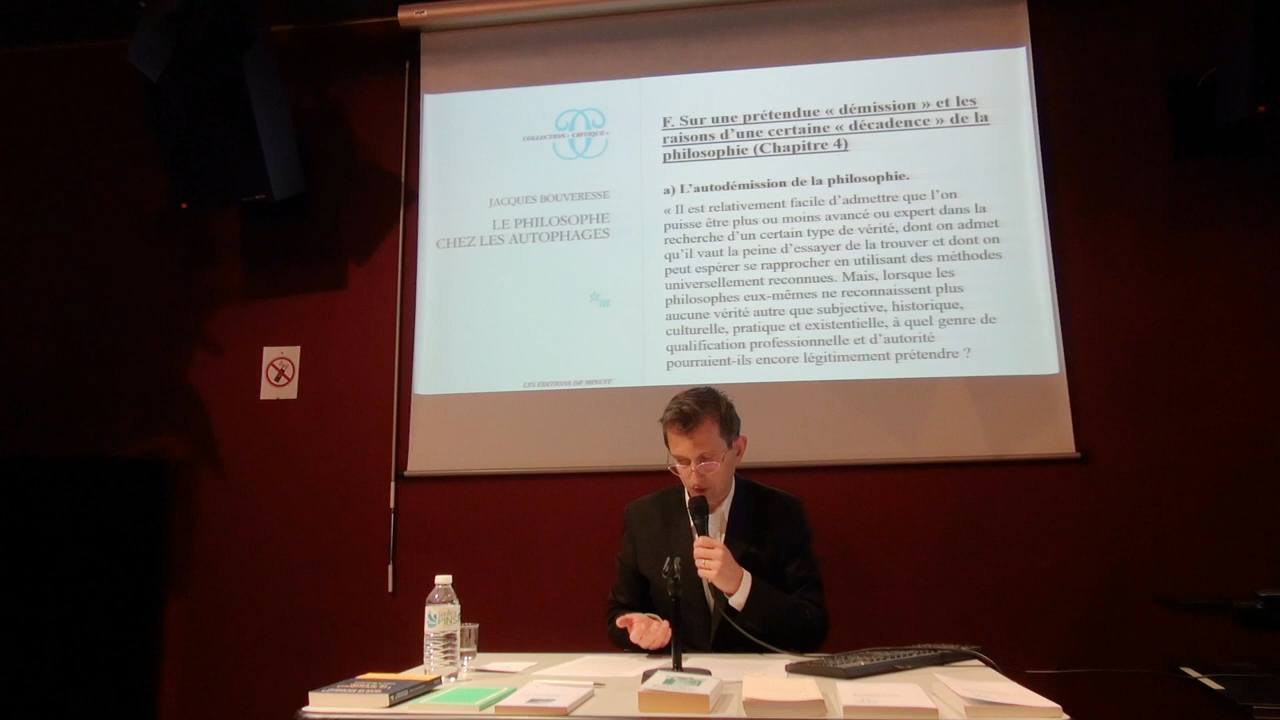 COLLECTION « CRITIQUE »
JACQUES BOUVERESSE
LE PHILOSOPHE
CHEZ LES AUTOPHAGES
LES ÉDITIONS DE MINUIT
F. Sur une prétendue « démission » et les
raisons d’une certaine « décadence » de la
philosophie (Chapitre 4)
a) L’autodémission de la philosophie.
« Il est relativement facile d’admettre que l’on
puisse être plus ou moins avancé ou expert dans la
recherche d’un certain type de vérité, dont on admet
qu’il vaut la peine d’essayer de la trouver et dont on
peut espérer se rapprocher en utilisant des méthodes
universellement reconnues. Mais, lorsque les
philosophes eux-mêmes ne reconnaissent plus
aucune vérité autre que subjective, historique,
culturelle, pratique et existentielle, à quel genre de
qualification professionnelle et d’autorité
pourraient-ils encore légitimement prétendre ?